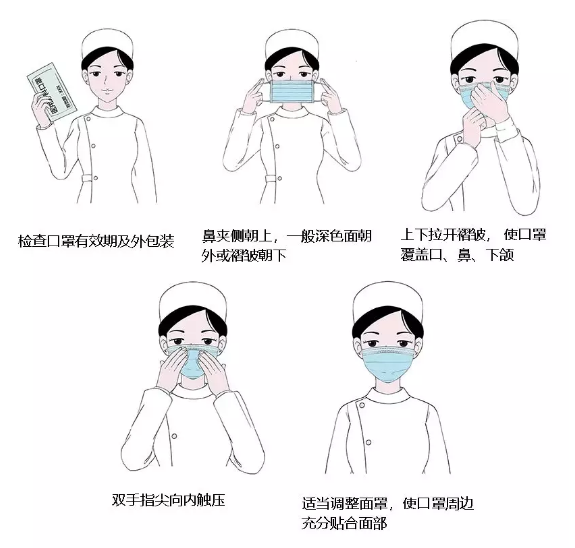 检查口罩有效期及外包装
鼻夹侧朝上，一般深色面朝
外或褶皱朝下
上下拉开褶皱， 使口罩
覆盖口、鼻、下颌
双手指尖向内触压
适当调整面罩，使口罩周边
充分贴合面部